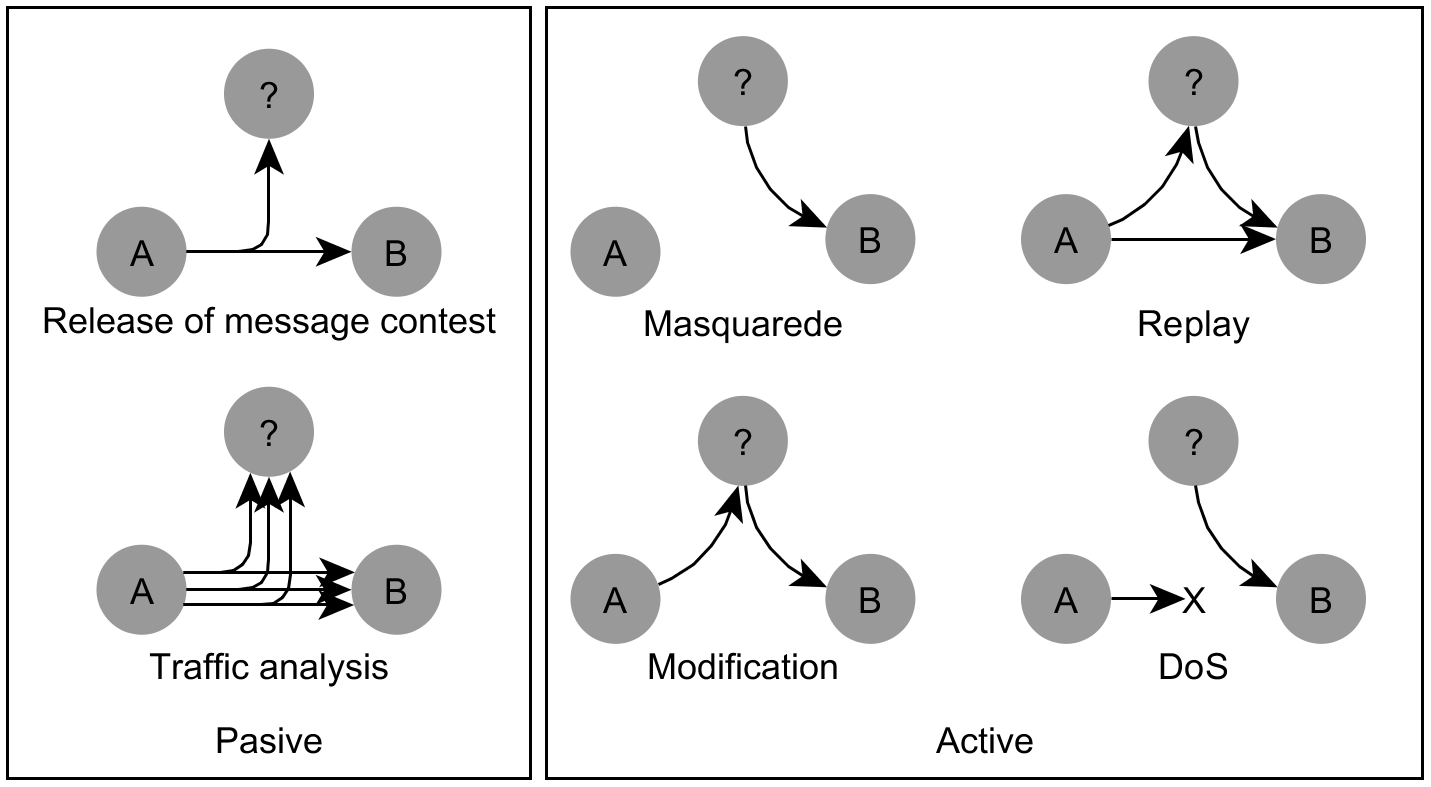 ?
A
B
Release of message contest
?
A
B
Traffic analysis
Pasive
?
A
B
Masquarede
?
A
B
Replay
?
A
B
Modification
?
A
X
B
DoS
Active